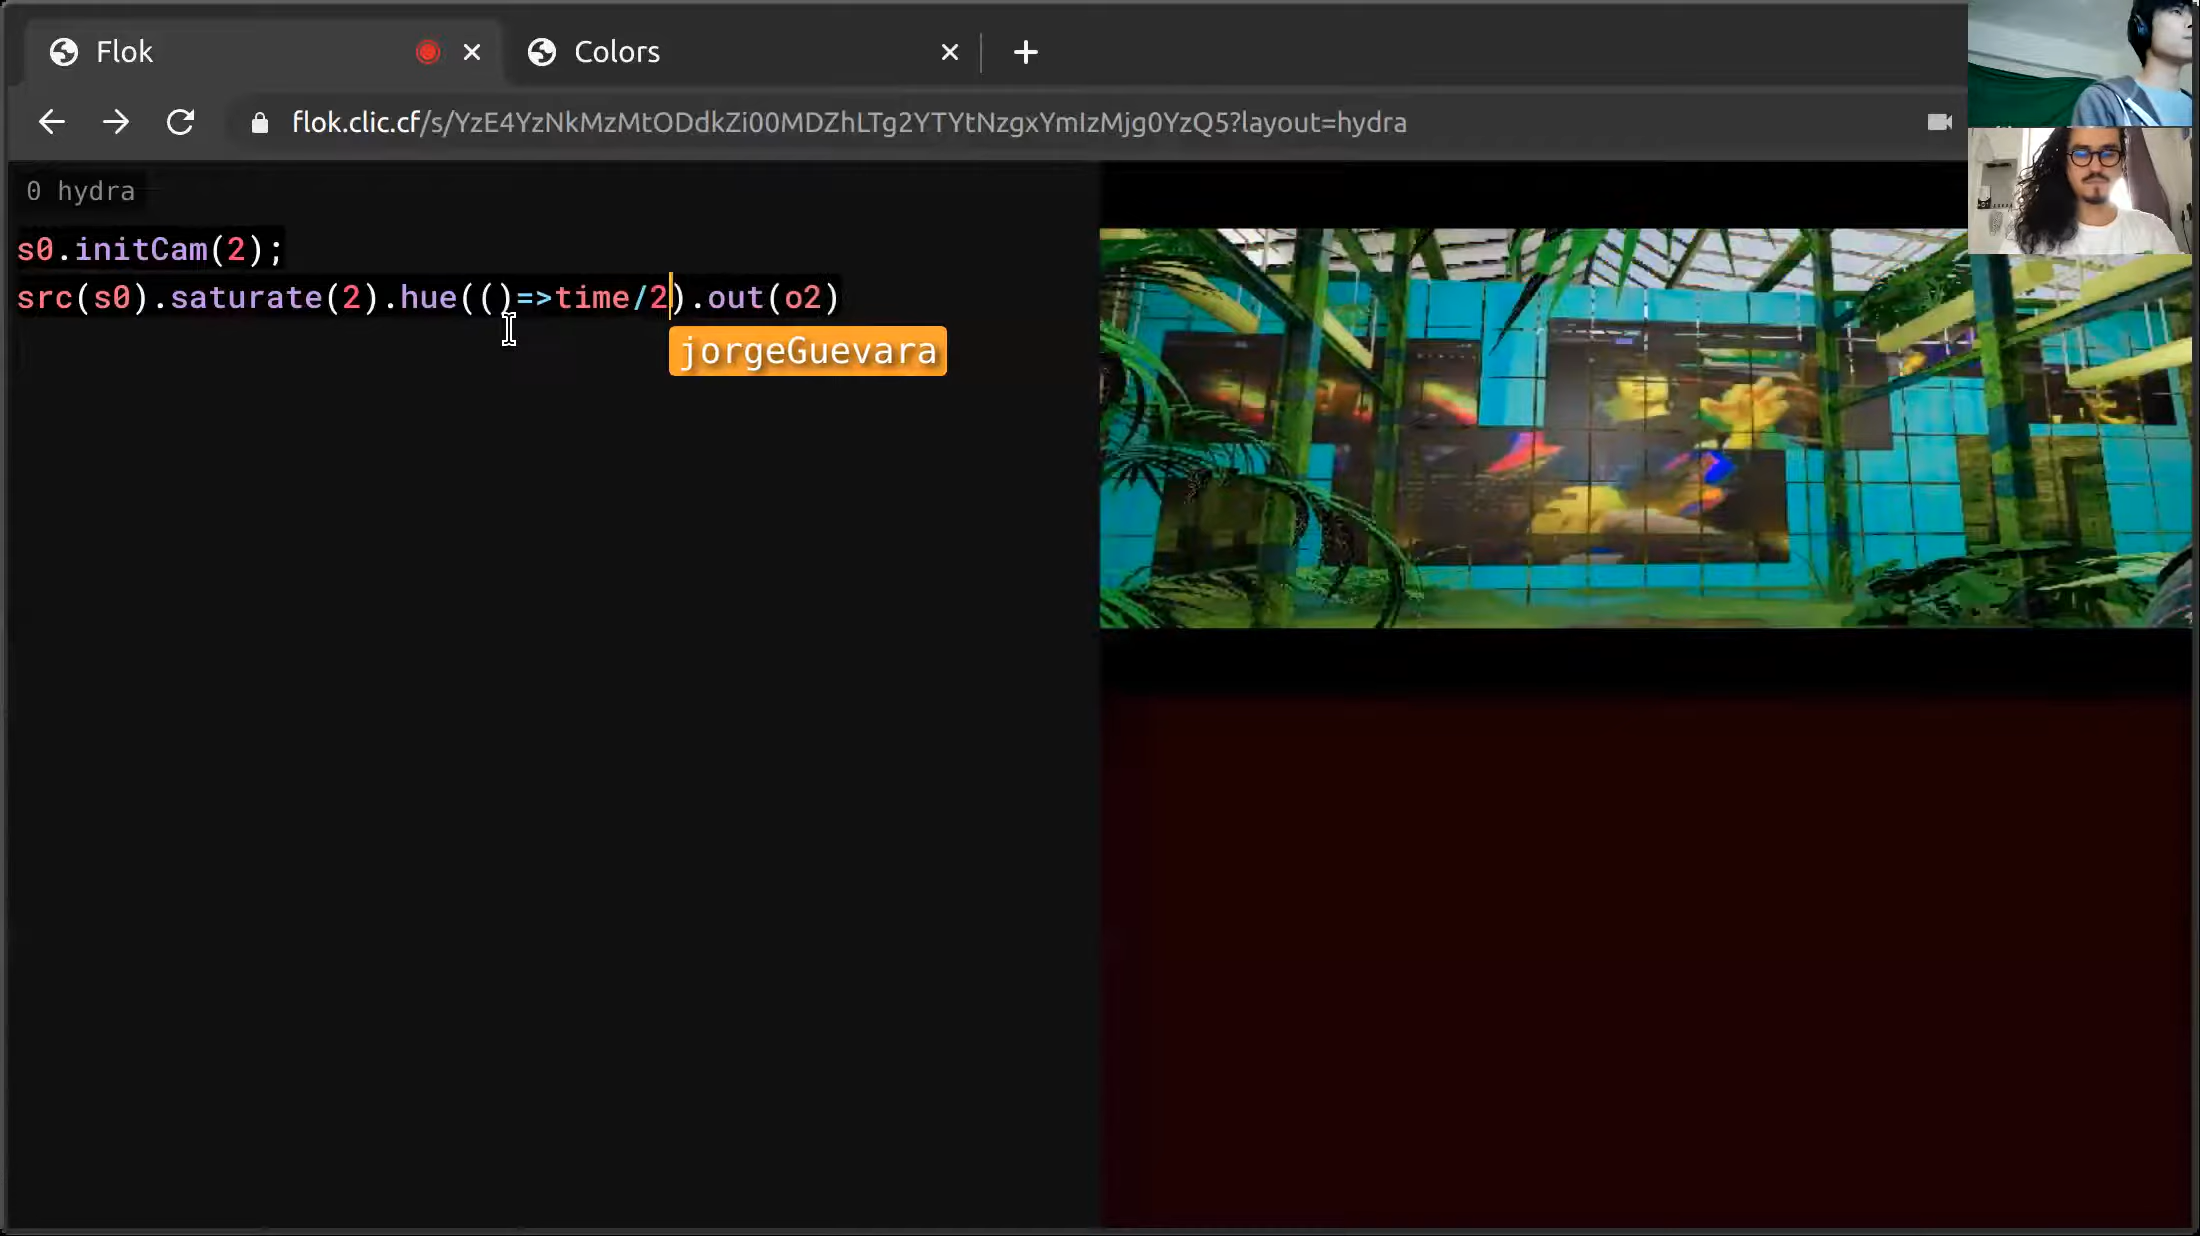 Flok
Colors
flok.clic.cf/s/YzE4YzNkMzMtODdkZi00MDZhLTg2YTYtNzgxYmIzMjg0YzQ5?layout=hydra
0 hydra
s0.initCam(2);
src(s0).saturate(2).hue(()=>time/2).out(o2)
jorgeGuevara